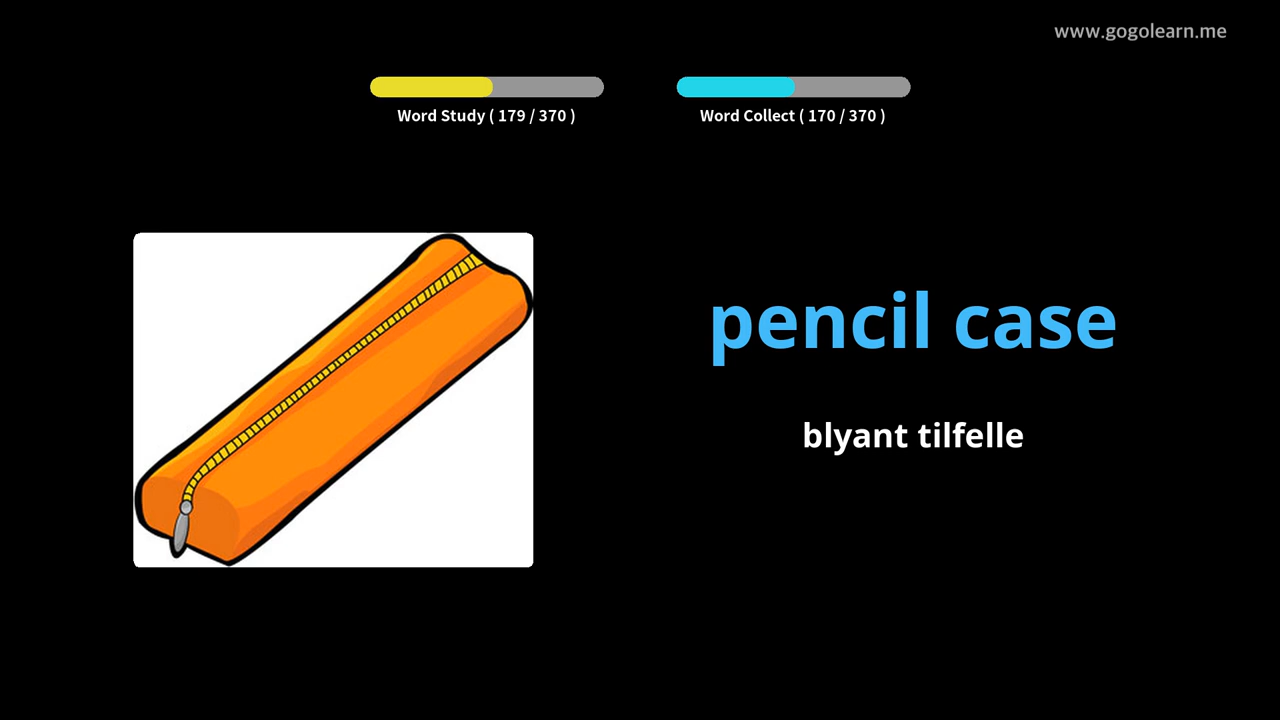 www.gogolearn.me
Word Study ( 179 / 370 )
Word Collect ( 170 / 370 )
pencil case
blyant tilfelle